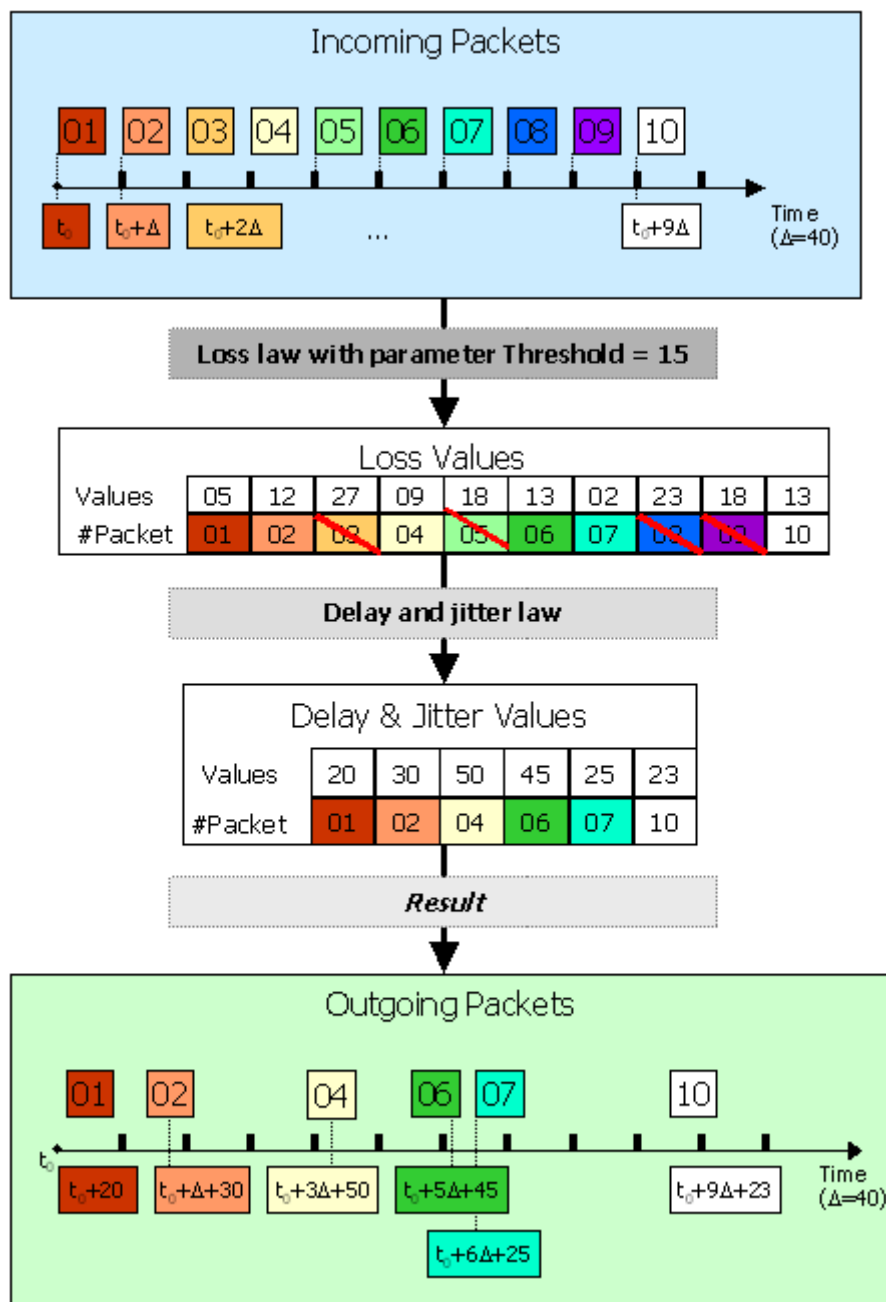 Incoming Packets
01 02 03 04 05 06 07 08 09 10
t₀ t₀+Δ t₀+2Δ ... t₀+9Δ
Time
(Δ=40)
Loss law with parameter Threshold = 15
Loss Values
Values 05 12 27 09 18 13 02 23 18 13
#Packet 01 02 03 04 05 06 07 08 09 10
Delay and jitter law
Delay & Jitter Values
Values 20 30 50 45 25 23
#Packet 01 02 04 06 07 10
Result
Outgoing Packets
01 02 04 06 07 10
t₀
t₀+20 t₀+Δ+30 t₀+3Δ+50 t₀+5Δ+45 t₀+9Δ+23
Time
(Δ=40)
t₀+6Δ+25